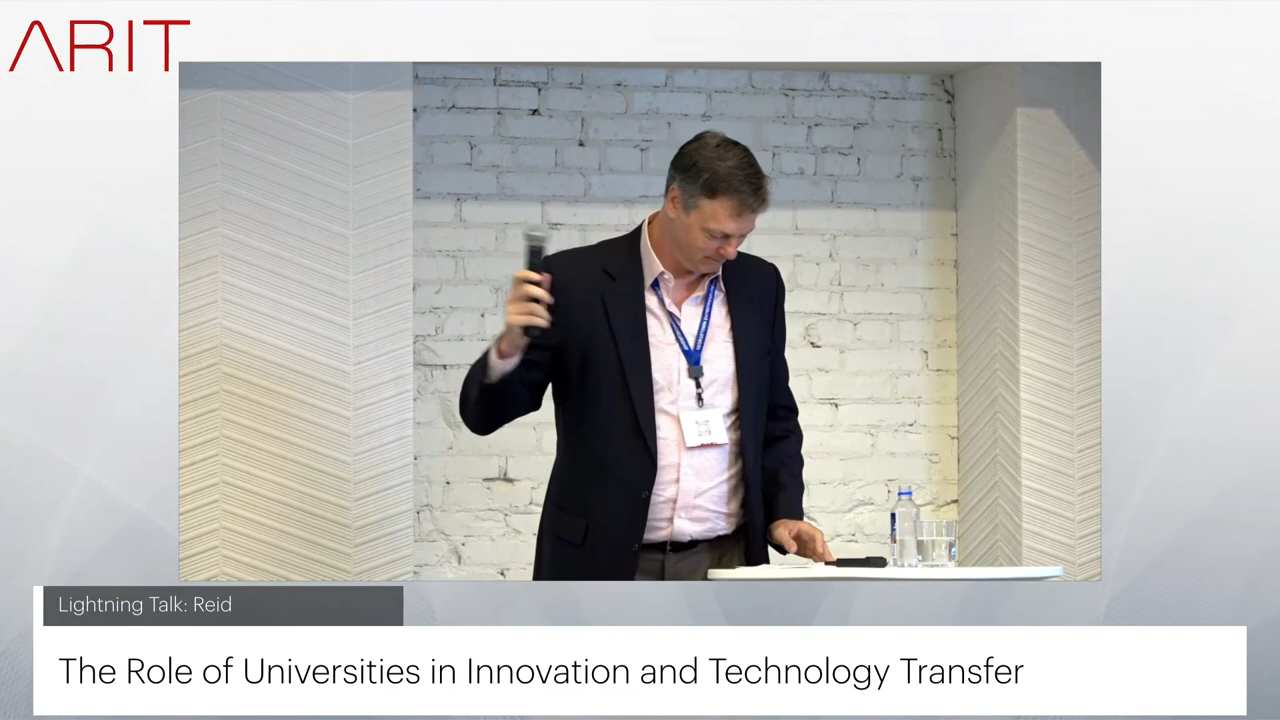 ARIT
Lightning Talk: Reid
The Role of Universities in Innovation and Technology Transfer